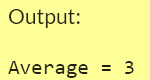 Output:
Average = 3